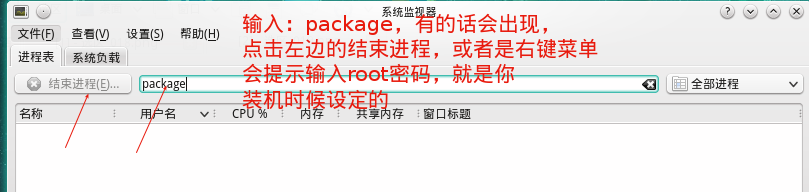 系统监视器
文件(F) 查看(V) 设置(S) 帮助(H)
进程表 系统负载
结束进程(E)... package 全部进程
名称 用户名 CPU % 内存 共享内存 窗口标题
输入：package，有的话会出现，
点击左边的结束进程，或者是右键菜单
会提示输入root密码，就是你
装机时候设定的